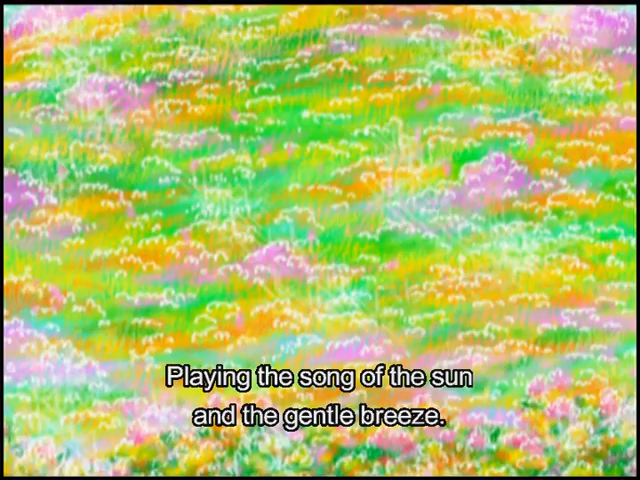 Playing the song of the sun
and the gentle breeze.